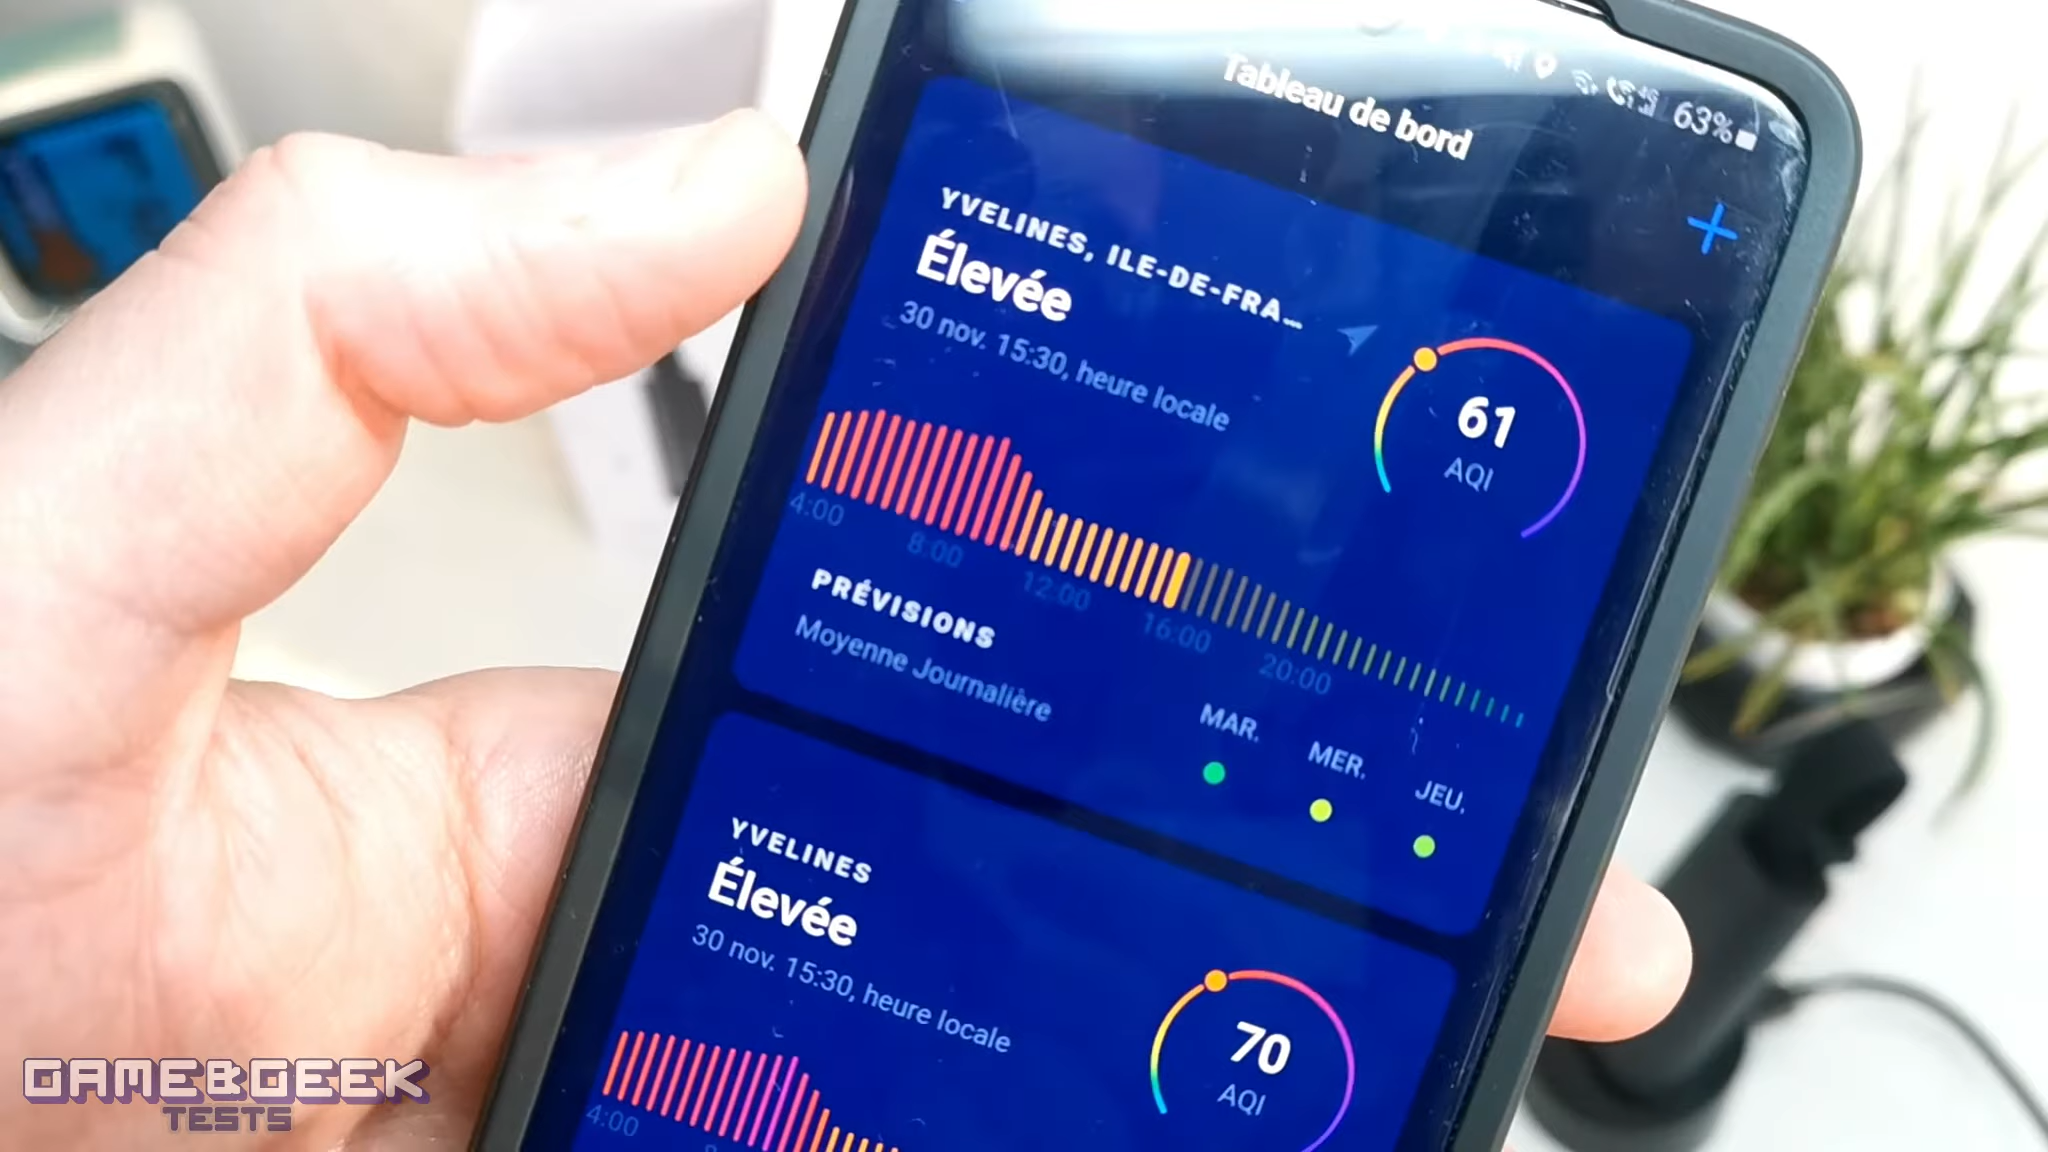 63%
Tableau de bord
YVELINES, ILE-DE-FRA...
Élevée
30 nov. 15:30, heure locale
61
AQI
4:00
8:00
12:00
16:00
20:00
PRÉVISIONS
Moyenne Journalière
MAR.
MER.
JEU.
YVELINES
Élevée
30 nov. 15:30, heure locale
70
AQI
4:00
GAME&GEEK
TESTS